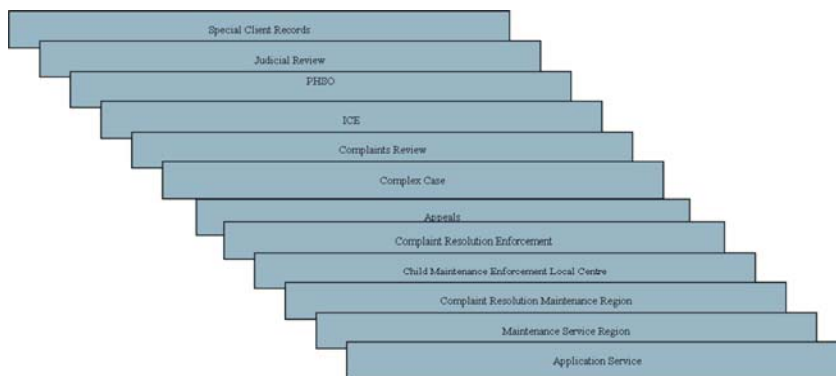 Special Client Records
Judicial Review
PHSO
ICE
Complaints Review
Complex Case
Appeals
Complaint Resolution Enforcement
Child Maintenance Enforcement Local Centre
Complaint Resolution Maintenance Region
Maintenance Service Region
Application Service